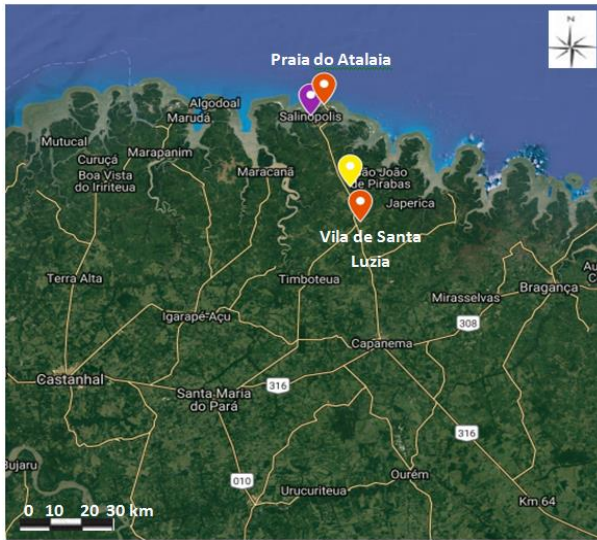 N
Praia do Atalaia
Algodoal
Marudá
Salinópolis
Mutucal
Curuçá
Marapanim
Boa Vista
do Iririteua
Maracanã
São João
de Pirabas
Japerica
Vila de Santa
Luzia
Terra Alta
Timboteua
Mirasselvas
Bragança
Igarapé-Açu
308
Capanema
Castanhal
Santa Maria
do Pará
316
316
Bujaru
010
Ourém
Urucuriteua
Km 64
0 10 20 30 km